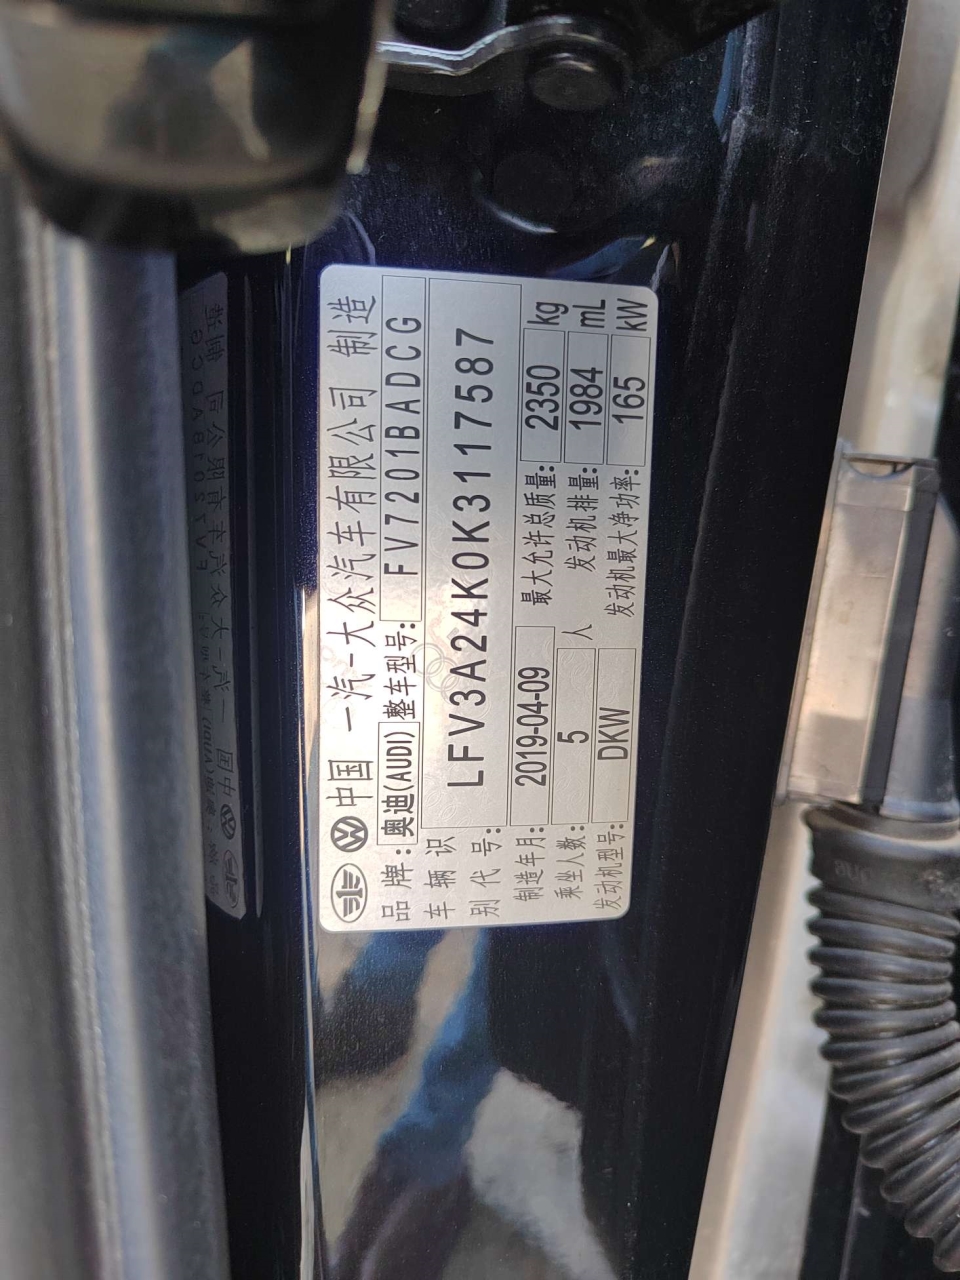 中国 一汽-大众汽车有限公司 制造
品牌: 奥迪(AUDI) 整车型号: FV7201BADCG
车辆识别代号: LFV3A24K0K3117587
制造年月: 2019-04-09 最大允许总质量: 2350 kg
乘坐人数: 5 人 发动机排量: 1984 mL
发动机型号: DKW 发动机最大净功率: 165 kW